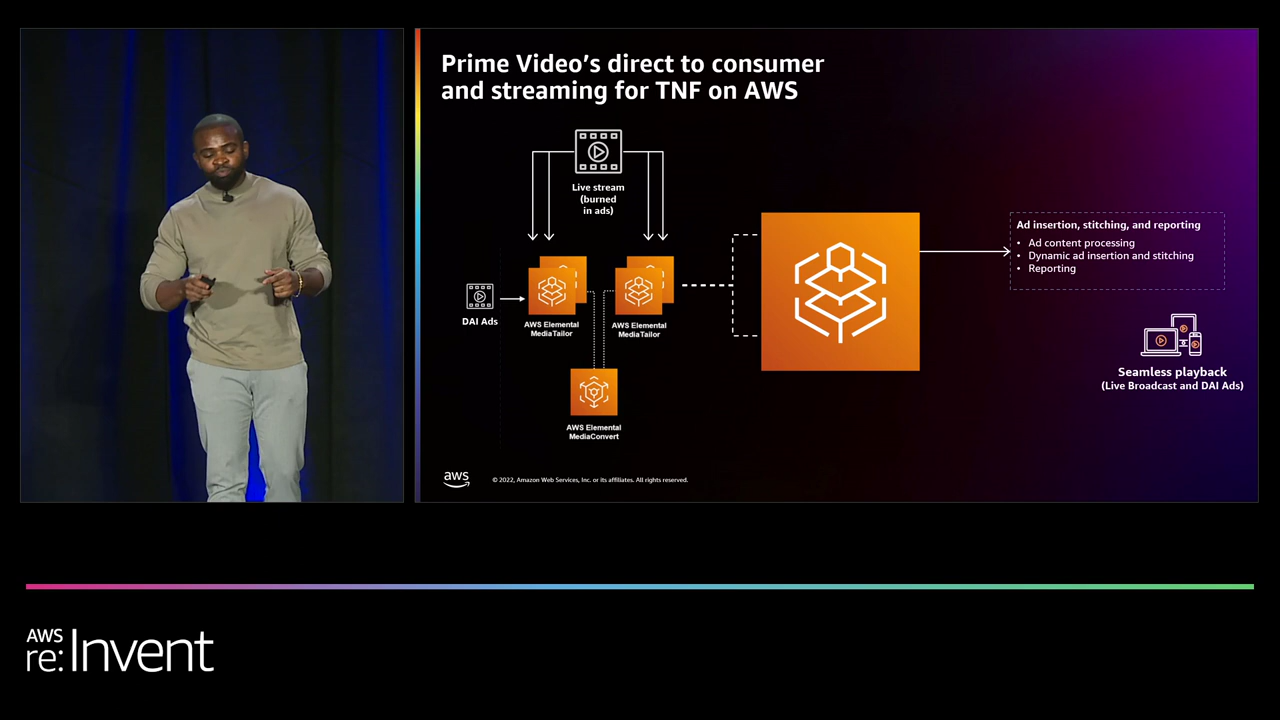 Prime Video's direct to consumer
and streaming for TNF on AWS
Live stream
(burned
in ads)
DAI Ads
AWS Elemental
MediaTailor
AWS Elemental
MediaTailor
AWS Elemental
MediaConvert
Ad insertion, stitching, and reporting
• Ad content processing
• Dynamic ad insertion and stitching
• Reporting
Seamless playback
(Live Broadcast and DAI Ads)
aws
© 2022, Amazon Web Services, Inc. or its affiliates. All rights reserved.
AWS
re:Invent